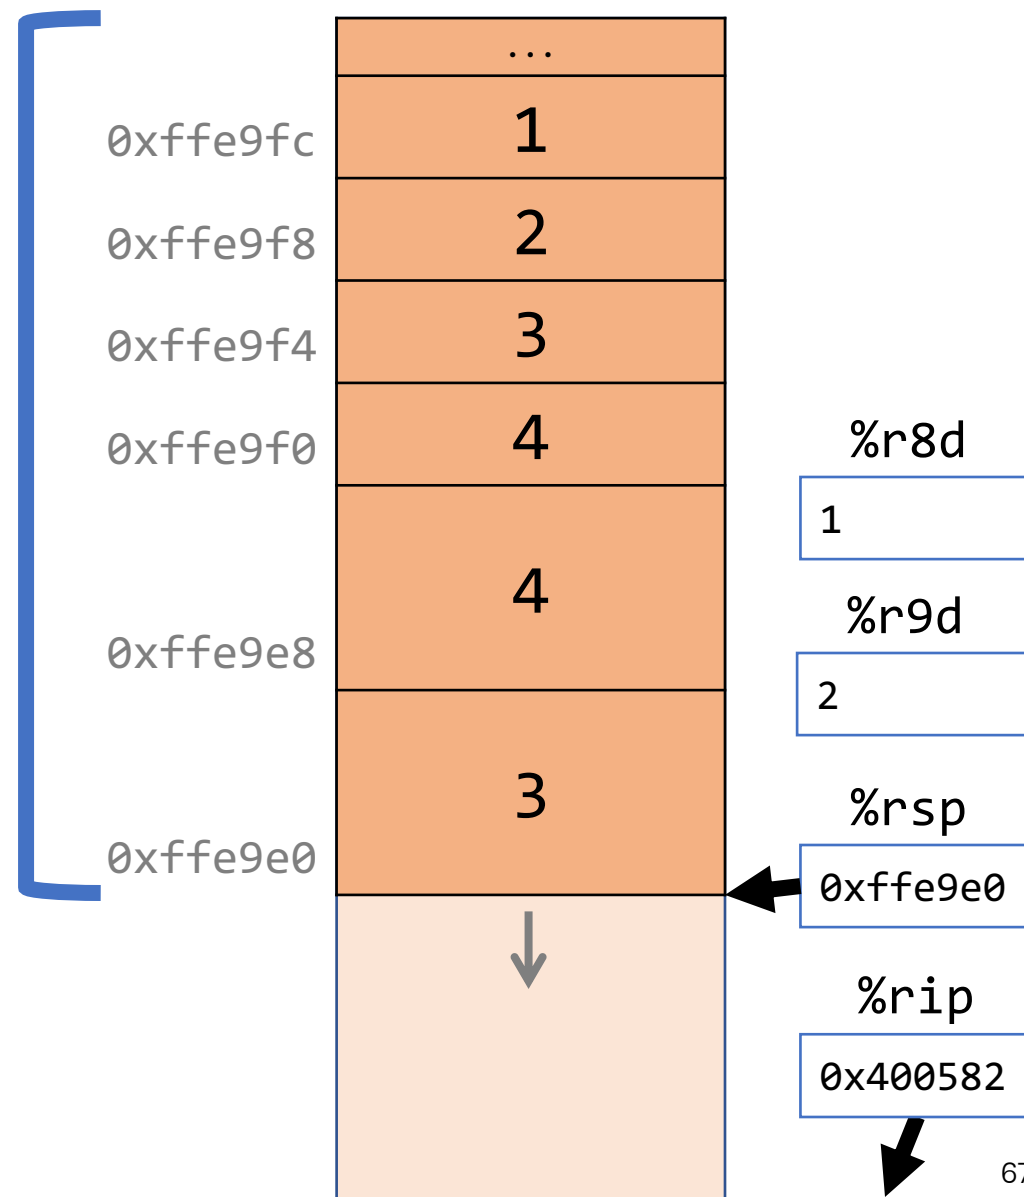 ...
0xffe9fc 1
0xffe9f8 2
0xffe9f4 3
0xffe9f0 4
%r8d
1
0xffe9e8 4
%r9d
2
0xffe9e0 3
%rsp
0xffe9e0
%rip
0x400582
67